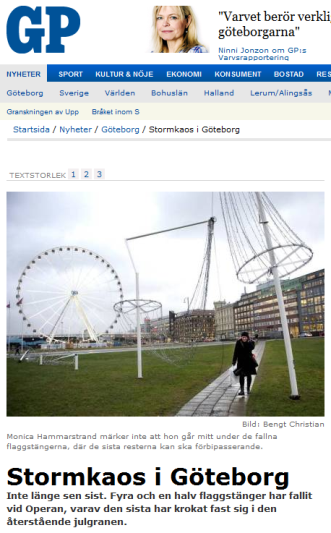 GP
"Varvet berör verkli
göteborgarna"
Ninni Jonzon om GP:s
Varvsrapportering
NYHETER SPORT KULTUR & NÖJE EKONOMI KONSUMENT BOSTAD RES
Göteborg Sverige Världen Bohuslän Halland Lerum/Alingsås
Granskningen av Upp Bråket inom S
Startsida / Nyheter / Göteborg / Stormkaos i Göteborg
TEXTSTORLEK 1 2 3
Bild: Bengt Christian
Monica Hammarstrand märker inte att hon går mitt under de fallna
flaggstängerna, där de sista resterna kan ska förbipasserande.
Stormkaos i Göteborg
Inte länge sen sist. Fyra och en halv flaggstänger har fallit
vid Operan, varav den sista har krokat fast sig i den
återstående julgranen.